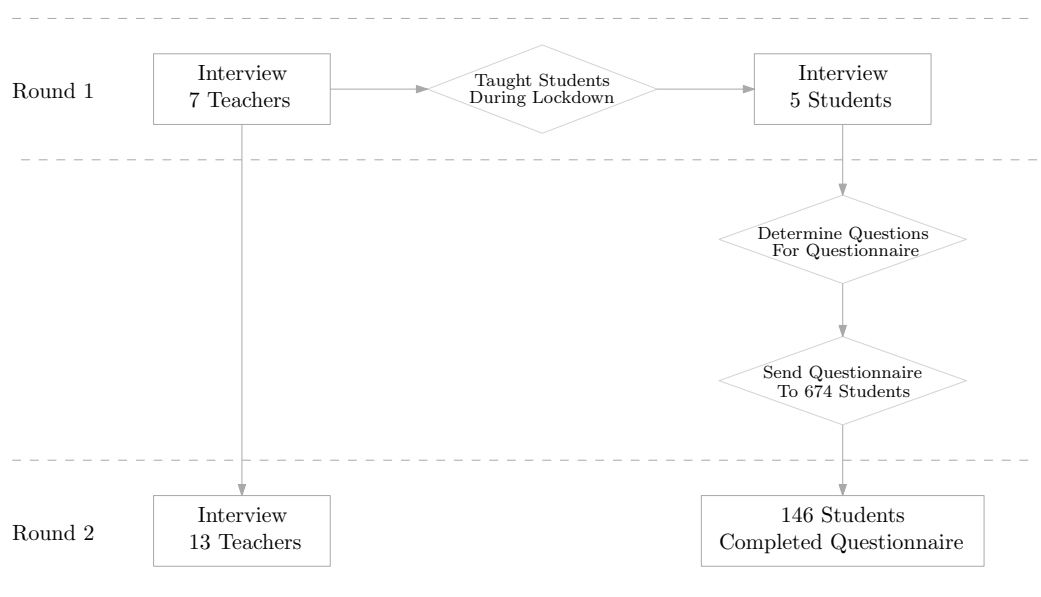 Round 1
Interview
7 Teachers
Taught Students
During Lockdown
Interview
5 Students
Determine Questions
For Questionnaire
Send Questionnaire
To 674 Students
Round 2
Interview
13 Teachers
146 Students
Completed Questionnaire